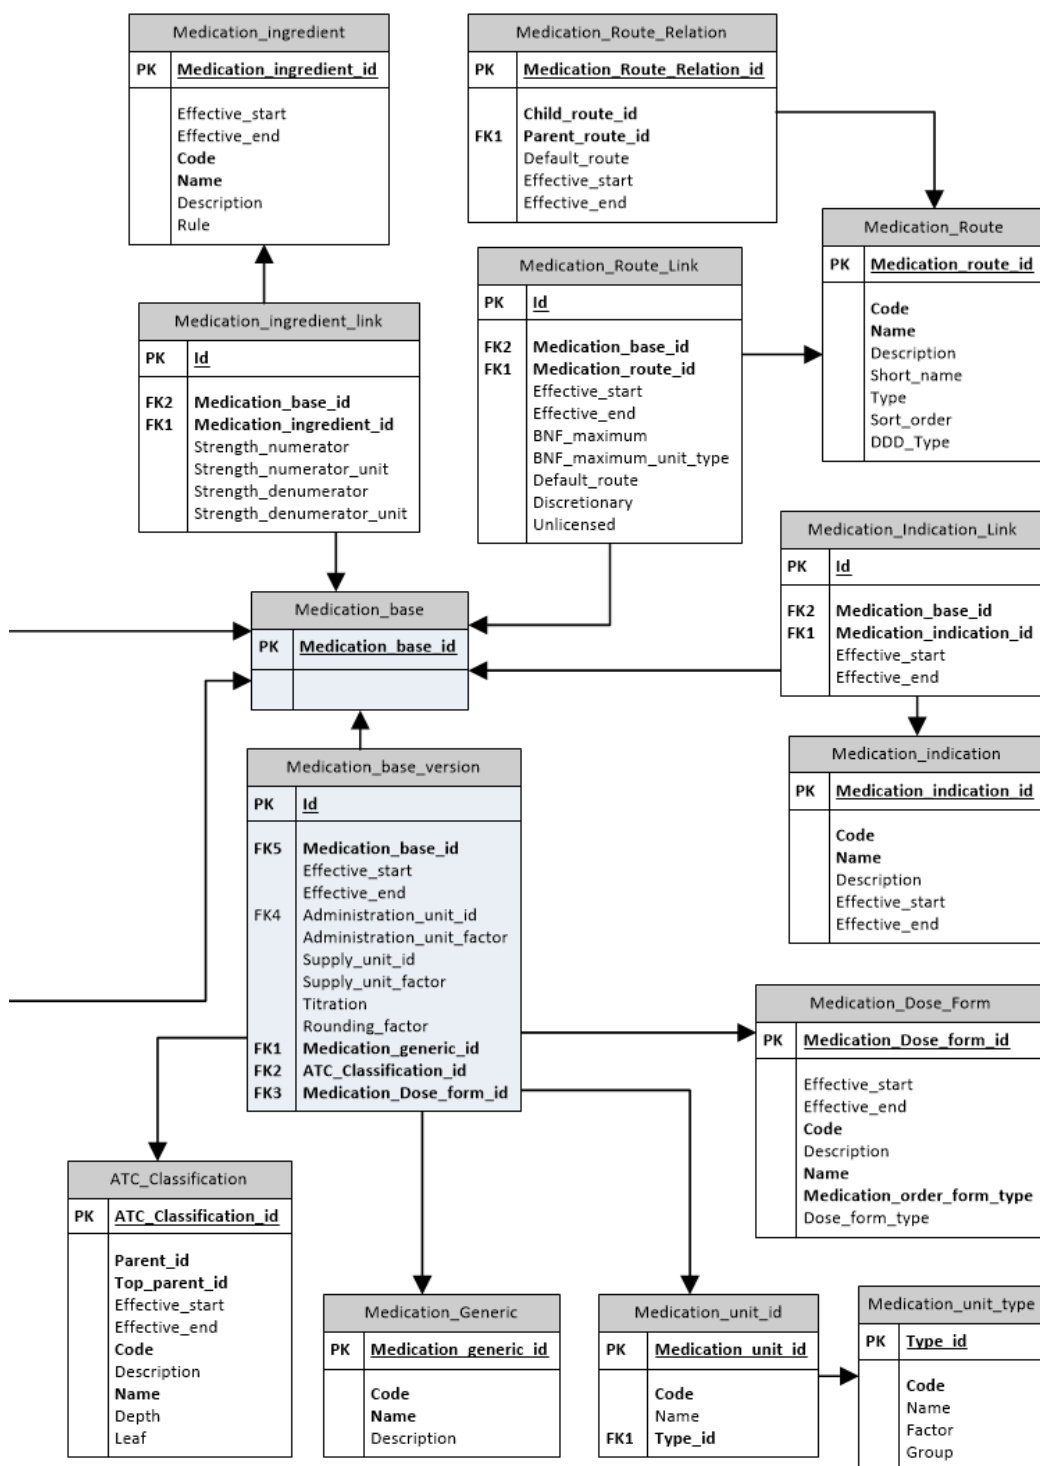 Medication_ingredient
PK Medication_ingredient_id
Effective_start
Effective_end
Code
Name
Description
Rule
Medication_Route_Relation
PK Medication_Route_Relation_id
Child_route_id
FK1 Parent_route_id
Default_route
Effective_start
Effective_end
Medication_Route
PK Medication_route_id
Code
Name
Description
Short_name
Type
Sort_order
DDD_Type
Medication_Route_Link
PK Id
FK2 Medication_base_id
FK1 Medication_route_id
Effective_start
Effective_end
BNF_maximum
BNF_maximum_unit_type
Default_route
Discretionary
Unlicensed
Medication_ingredient_link
PK Id
FK2 Medication_base_id
FK1 Medication_ingredient_id
Strength_numerator
Strength_numerator_unit
Strength_denumerator
Strength_denumerator_unit
Medication_Indication_Link
PK Id
FK2 Medication_base_id
FK1 Medication_indication_id
Effective_start
Effective_end
Medication_base
PK Medication_base_id
Medication_indication
PK Medication_indication_id
Code
Name
Description
Effective_start
Effective_end
Medication_base_version
PK Id
FK5 Medication_base_id
Effective_start
Effective_end
FK4 Administration_unit_id
Administration_unit_factor
Supply_unit_id
Supply_unit_factor
Titration
Rounding_factor
FK1 Medication_generic_id
FK2 ATC_Classification_id
FK3 Medication_Dose_form_id
Medication_Dose_Form
PK Medication_Dose_form_id
Effective_start
Effective_end
Code
Description
Name
Medication_order_form_type
Dose_form_type
ATC_Classification
PK ATC_Classification_id
Parent_id
Top_parent_id
Effective_start
Effective_end
Code
Description
Name
Depth
Leaf
Medication_Generic
PK Medication_generic_id
Code
Name
Description
Medication_unit_id
PK Medication_unit_id
Code
Name
FK1 Type_id
Medication_unit_type
PK Type_id
Code
Name
Factor
Group